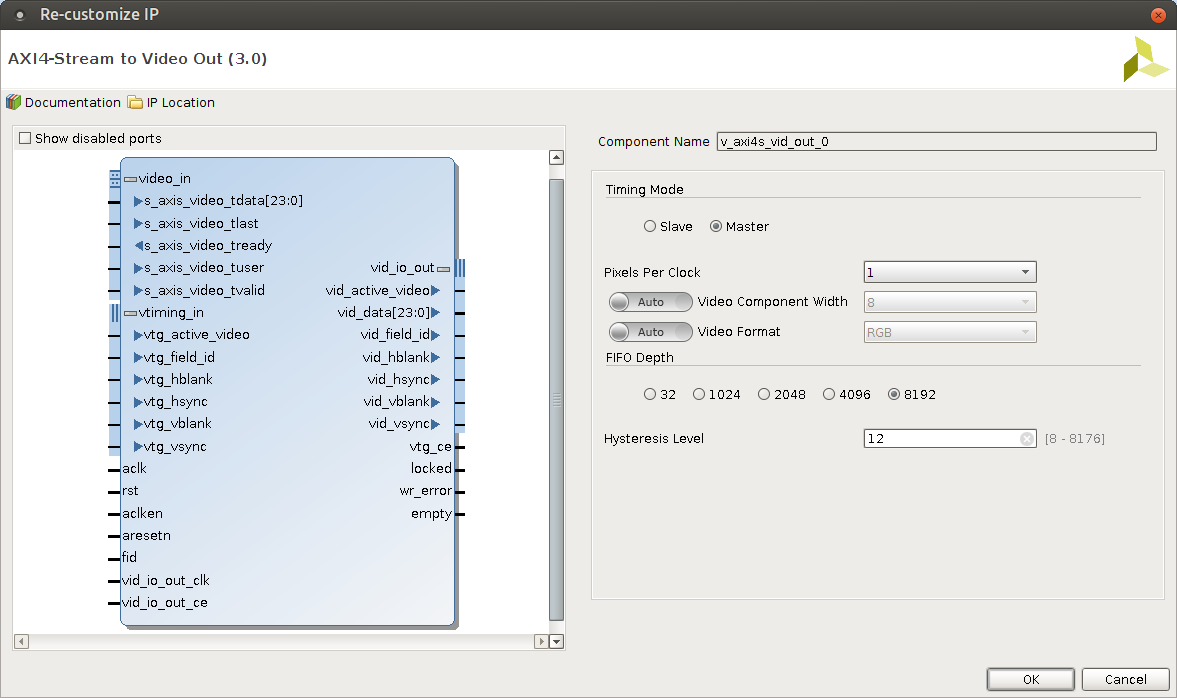 Re-customize IP
AXI4-Stream to Video Out (3.0)
Documentation IP Location
Show disabled ports
video_in
s_axis_video_tdata[23:0]
s_axis_video_tlast
s_axis_video_tready
s_axis_video_tuser
s_axis_video_tvalid
vtiming_in
vtg_active_video
vtg_field_id
vtg_hblank
vtg_hsync
vtg_vblank
vtg_vsync
aclk
rst
aclken
aresetn
fid
vid_io_out_clk
vid_io_out_ce
vid_io_out
vid_active_video
vid_data[23:0]
vid_field_id
vid_hblank
vid_hsync
vid_vblank
vid_vsync
vtg_ce
locked
wr_error
empty
Component Name v_axi4s_vid_out_0
Timing Mode
Slave Master
Pixels Per Clock 1
Auto Video Component Width 8
Auto Video Format RGB
FIFO Depth
32 1024 2048 4096 8192
Hysteresis Level 12 [8 - 8176]
OK Cancel